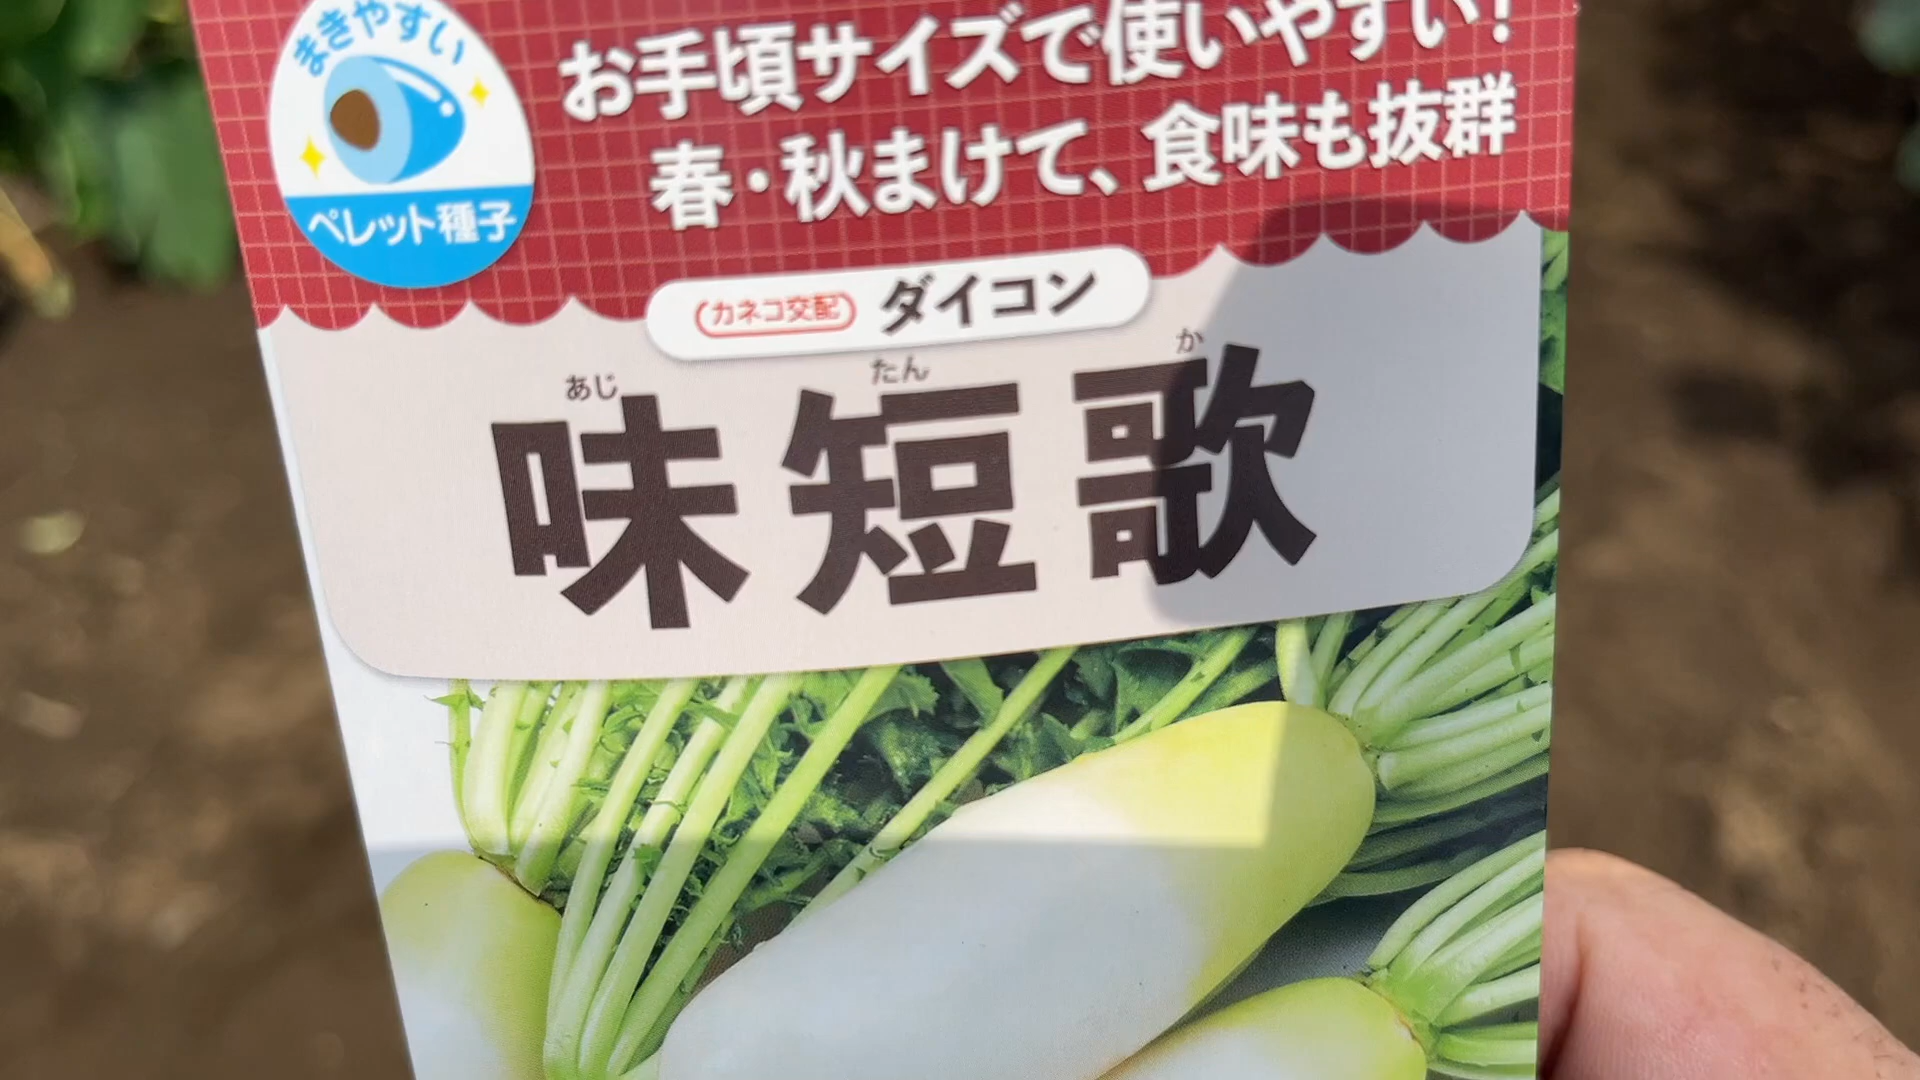 まきやすい
ペレット種子
お手頃サイズで使いやすい!
春・秋まけて、食味も抜群
カネコ交配 ダイコン
あじ たん か
味短歌